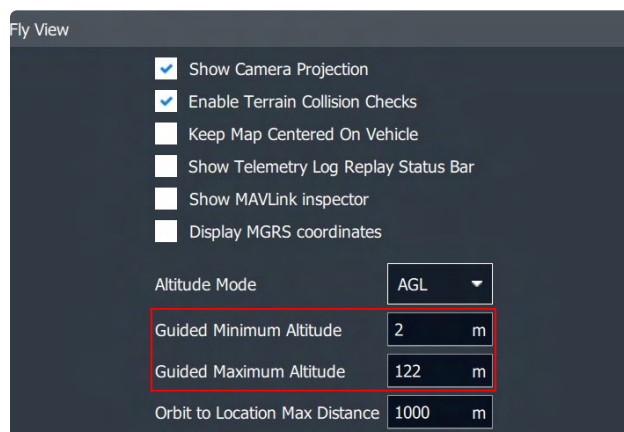 Fly View
Show Camera Projection
Enable Terrain Collision Checks
Keep Map Centered On Vehicle
Show Telemetry Log Replay Status Bar
Show MAVLink inspector
Display MGRS coordinates
Altitude Mode AGL
Guided Minimum Altitude 2 m
Guided Maximum Altitude 122 m
Orbit to Location Max Distance 1000 m